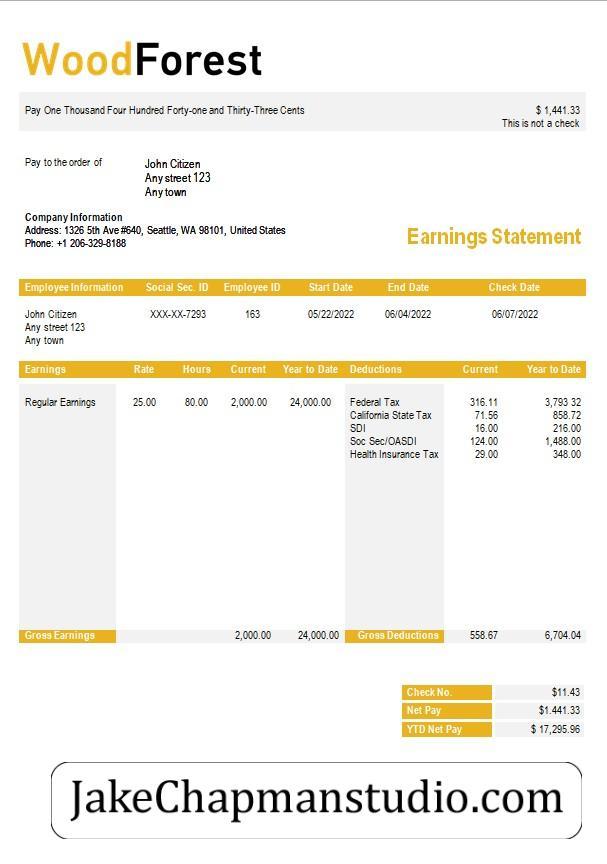 WoodForest
Pay One Thousand Four Hundred Forty-one and Thirty-Three Cents $ 1,441.33
This is not a check
Pay to the order of John Citizen
Any street 123
Any town
Company Information
Address: 1326 5th Ave #640, Seattle, WA 98101, United States
Phone: +1 206-329-8188
Earnings Statement
Employee Information Social Sec. ID Employee ID Start Date End Date Check Date
John Citizen XXX-XX-7293 163 05/22/2022 06/04/2022 06/07/2022
Any street 123
Any town
Earnings Rate Hours Current Year to Date Deductions Current Year to Date
Regular Earnings 25.00 80.00 2,000.00 24,000.00 Federal Tax 316.11 3,793 32
California State Tax 71.56 858.72
SDI 16.00 216.00
Soc Sec/OASDI 124.00 1,488.00
Health Insurance Tax 29.00 348.00
Gross Earnings 2,000.00 24,000.00 Gross Deductions 558.67 6,704.04
Check No. $11.43
Net Pay $1.441.33
YTD Net Pay $ 17,295.96
JakeChapmanstudio.com